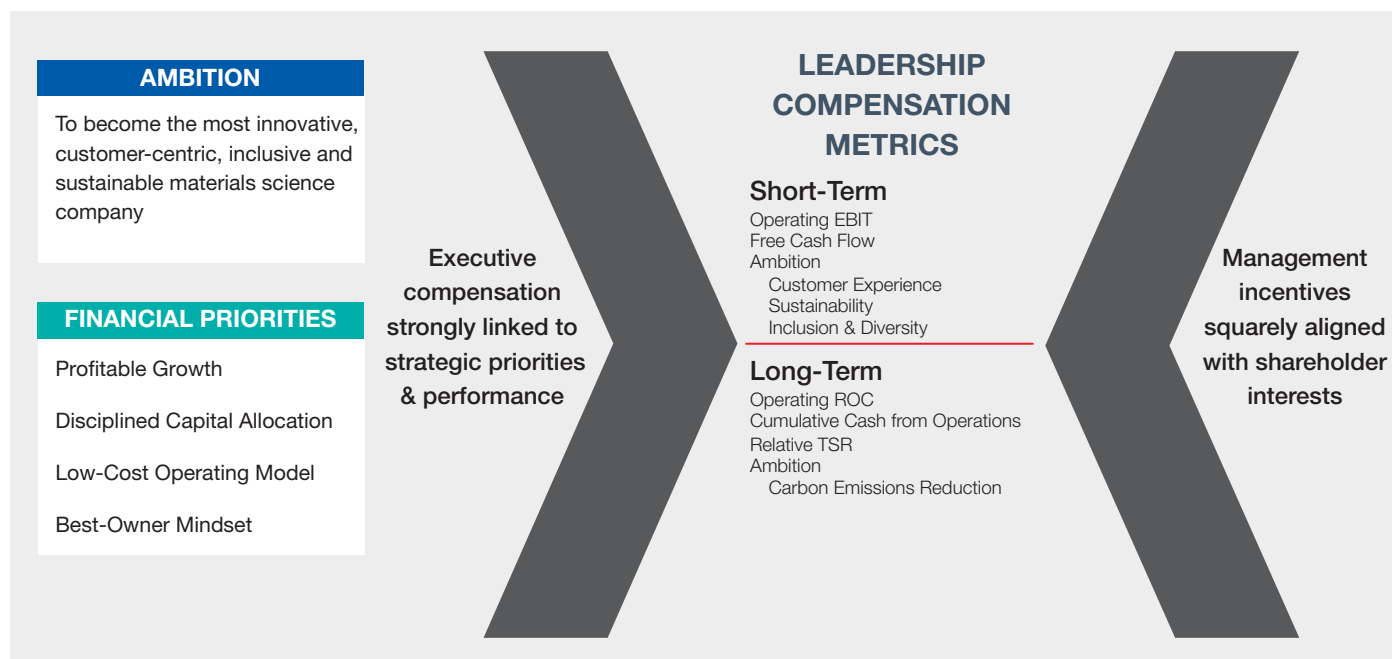 AMBITION
To become the most innovative,
customer-centric, inclusive and
sustainable materials science
company
FINANCIAL PRIORITIES
Profitable Growth
Disciplined Capital Allocation
Low-Cost Operating Model
Best-Owner Mindset
Executive
compensation
strongly linked to
strategic priorities
& performance
LEADERSHIP
COMPENSATION
METRICS
Short-Term
Operating EBIT
Free Cash Flow
Ambition
Customer Experience
Sustainability
Inclusion & Diversity
Long-Term
Operating ROC
Cumulative Cash from Operations
Relative TSR
Ambition
Carbon Emissions Reduction
Management
incentives
squarely aligned
with shareholder
interests